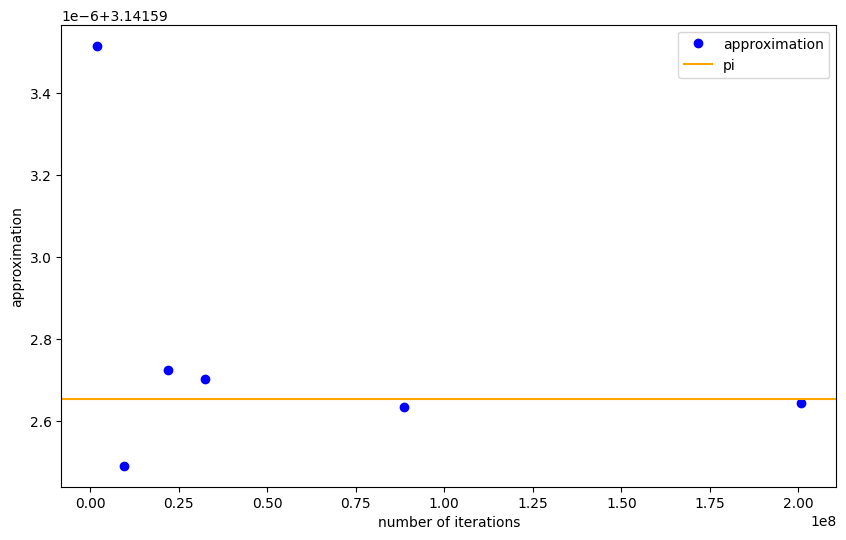 1e−6+3.14159
approximation
pi
3.4
3.2
3.0
2.8
2.6
approximation
0.00
0.25
0.50
0.75
1.00
1.25
1.50
1.75
2.00
number of iterations
1e8